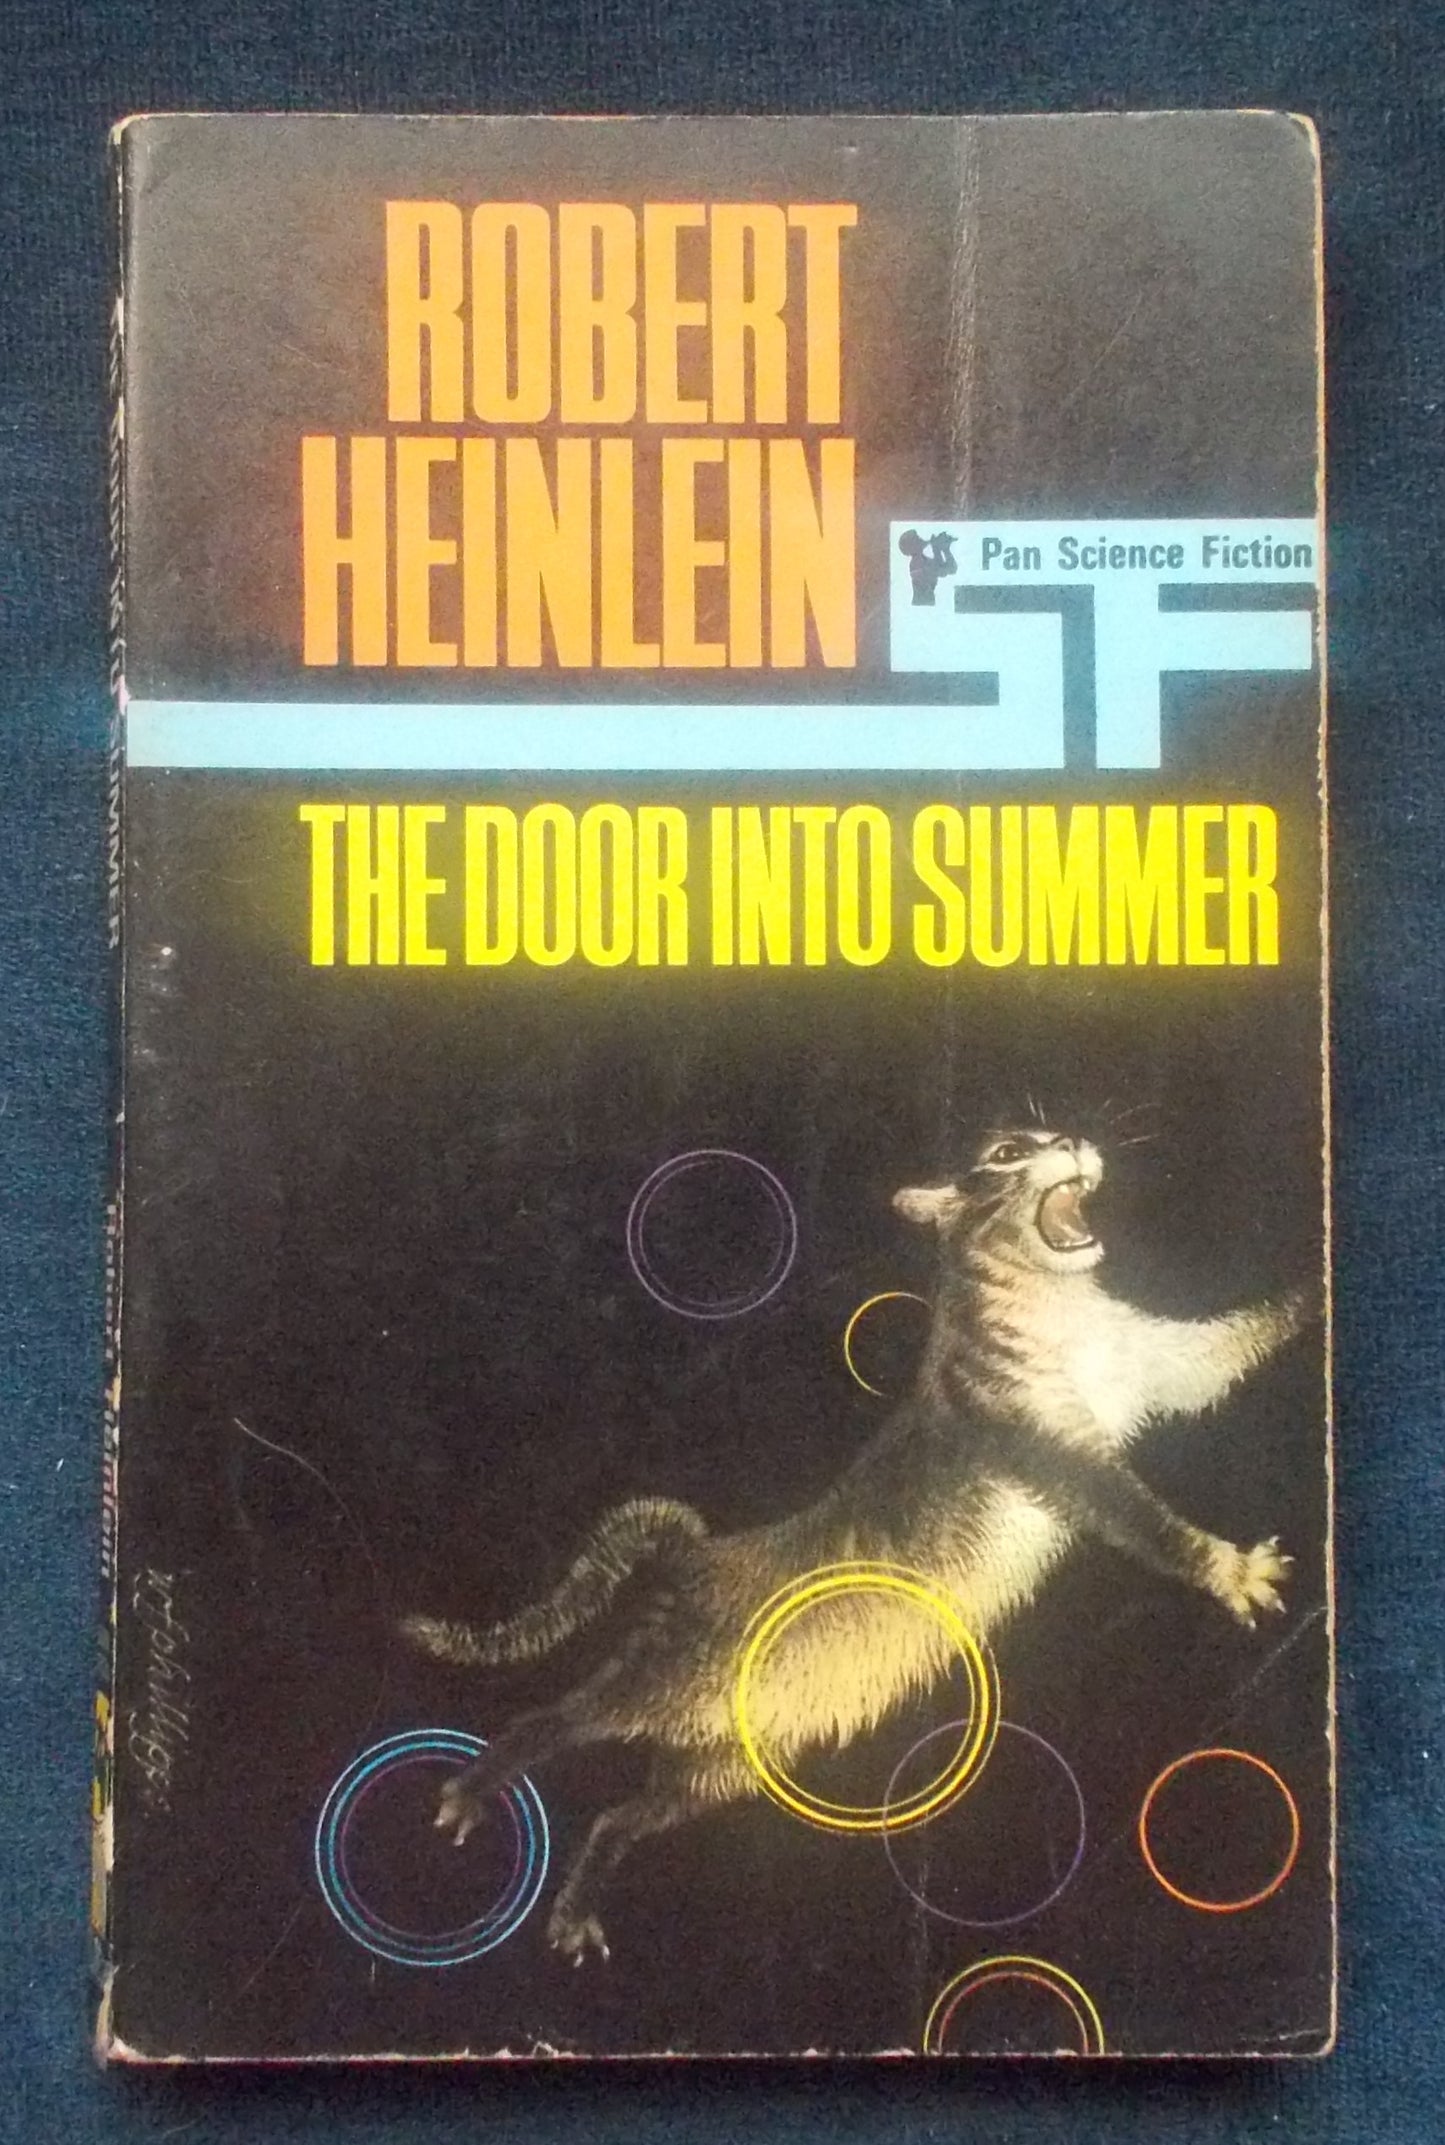 ROBERT
HEINLEIN
Pan Science Fiction
SF
THE DOOR INTO SUMMER